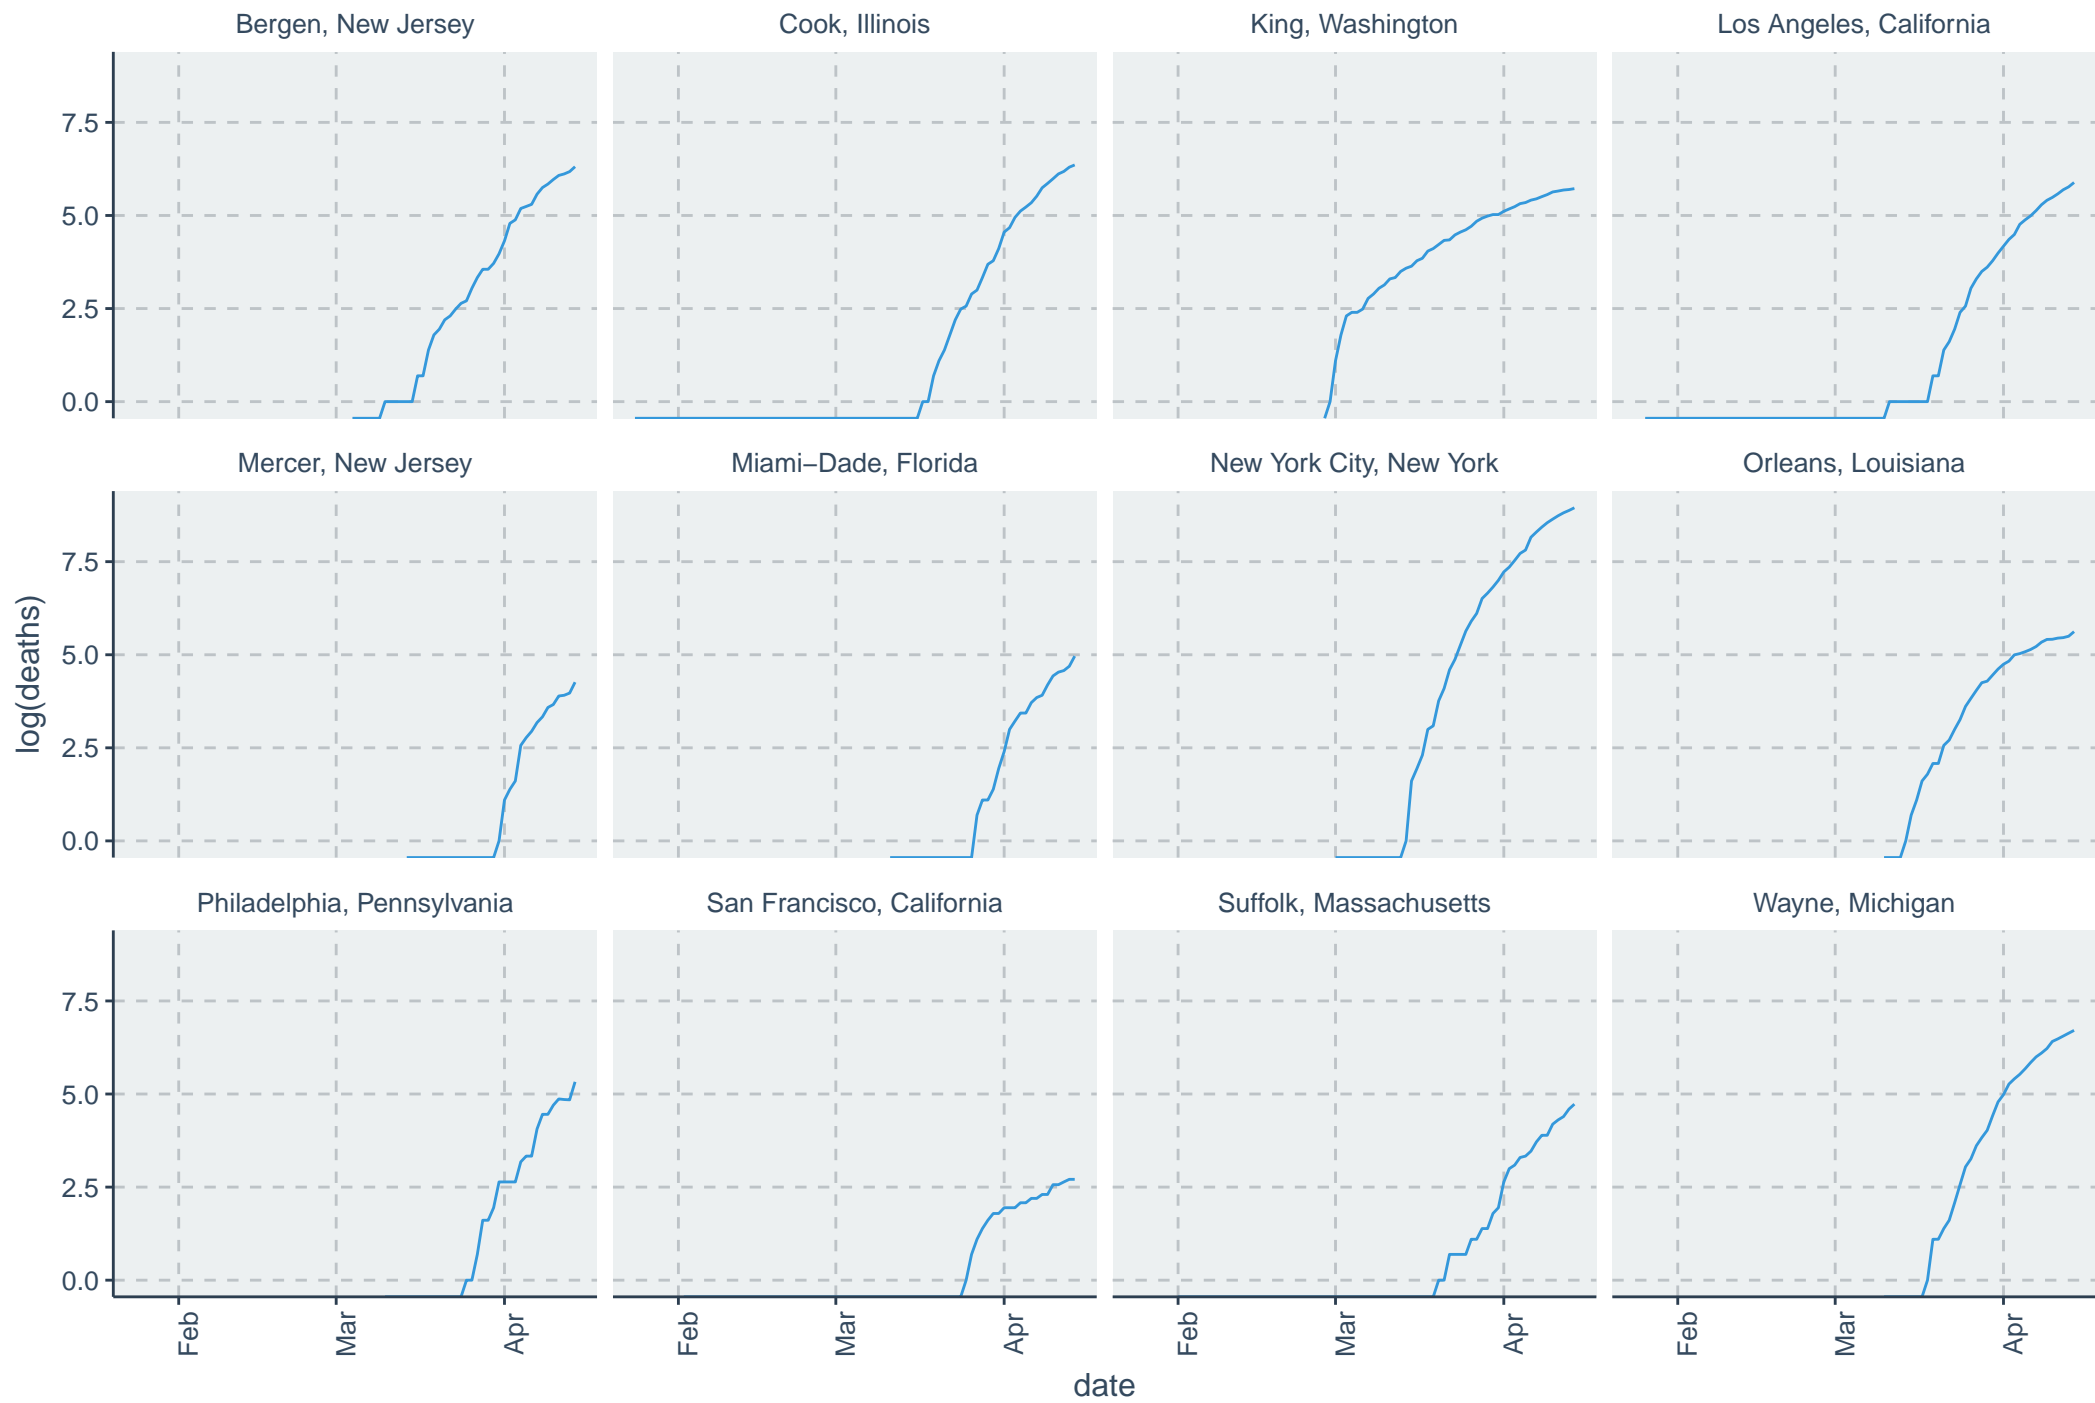 Bergen, New Jersey
Cook, Illinois
King, Washington
Los Angeles, California
7.5
5.0
2.5
0.0
Mercer, New Jersey
Miami−Dade, Florida
New York City, New York
Orleans, Louisiana
7.5
5.0
2.5
0.0
log(deaths)
Philadelphia, Pennsylvania
San Francisco, California
Suffolk, Massachusetts
Wayne, Michigan
7.5
5.0
2.5
0.0
Feb
Mar
Apr
Feb
Mar
Apr
Feb
Mar
Apr
Feb
Mar
Apr
date